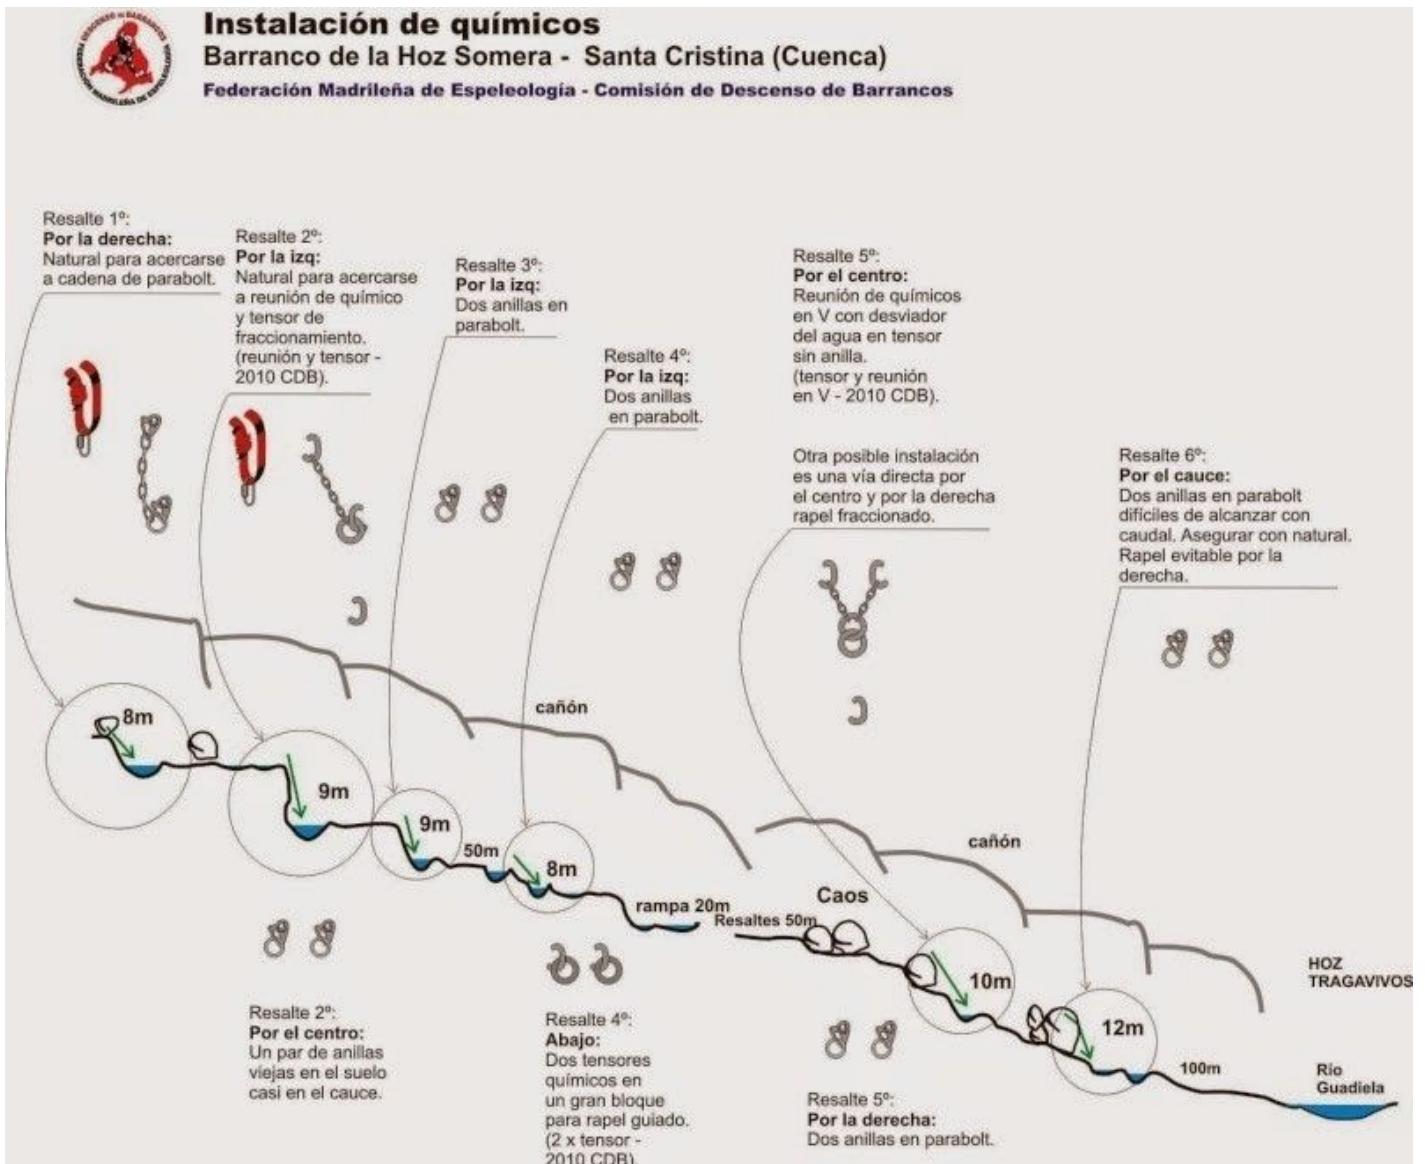 DESCENSO de BARRANCOS
FEDERACIÓN MADRILEÑA DE ESPELEOLOGÍA
Instalación de químicos
Barranco de la Hoz Somera - Santa Cristina (Cuenca)
Federación Madrileña de Espeleología - Comisión de Descenso de Barrancos
Resalte 1º:
Por la derecha:
Natural para acercarse
a cadena de parabolt.
Resalte 2º:
Por la izq:
Natural para acercarse
a reunión de químico
y tensor de
fraccionamiento.
(reunión y tensor -
2010 CDB).
Resalte 3º:
Por la izq:
Dos anillas en
parabolt.
Resalte 4º:
Por la izq:
Dos anillas
en parabolt.
Resalte 5º:
Por el centro:
Reunión de químicos
en V con desviador
del agua en tensor
sin anilla.
(tensor y reunión
en V - 2010 CDB).
Otra posible instalación
es una vía directa por
el centro y por la derecha
rapel fraccionado.
Resalte 6º:
Por el cauce:
Dos anillas en parabolt
difíciles de alcanzar con
caudal. Asegurar con natural.
Rapel evitable por la
derecha.
cañón
8m
9m
9m
50m
8m
rampa 20m
Resaltes 50m
Caos
cañón
10m
12m
100m
HOZ
TRAGAVIVOS
Río
Guadiela
Resalte 2º:
Por el centro:
Un par de anillas
viejas en el suelo
casi en el cauce.
Resalte 4º:
Abajo:
Dos tensores
químicos en
un gran bloque
para rapel guiado.
(2 x tensor -
2010 CDB).
Resalte 5º:
Por la derecha:
Dos anillas en parabolt.